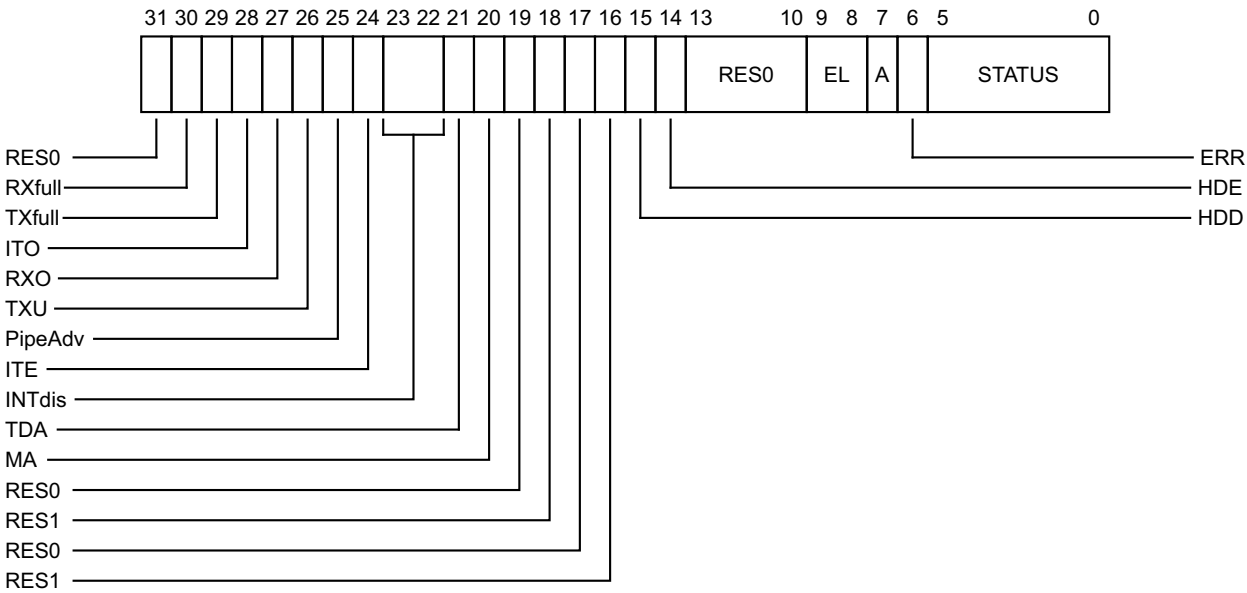 31 30 29 28 27 26 25 24 23 22 21 20 19 18 17 16 15 14 13 10 9 8 7 6 5 0
RES0 EL A STATUS
RES0 ERR
RXfull HDE
TXfull HDD
ITO
RXO
TXU
PipeAdv
ITE
INTdis
TDA
MA
RES0
RES1
RES0
RES1